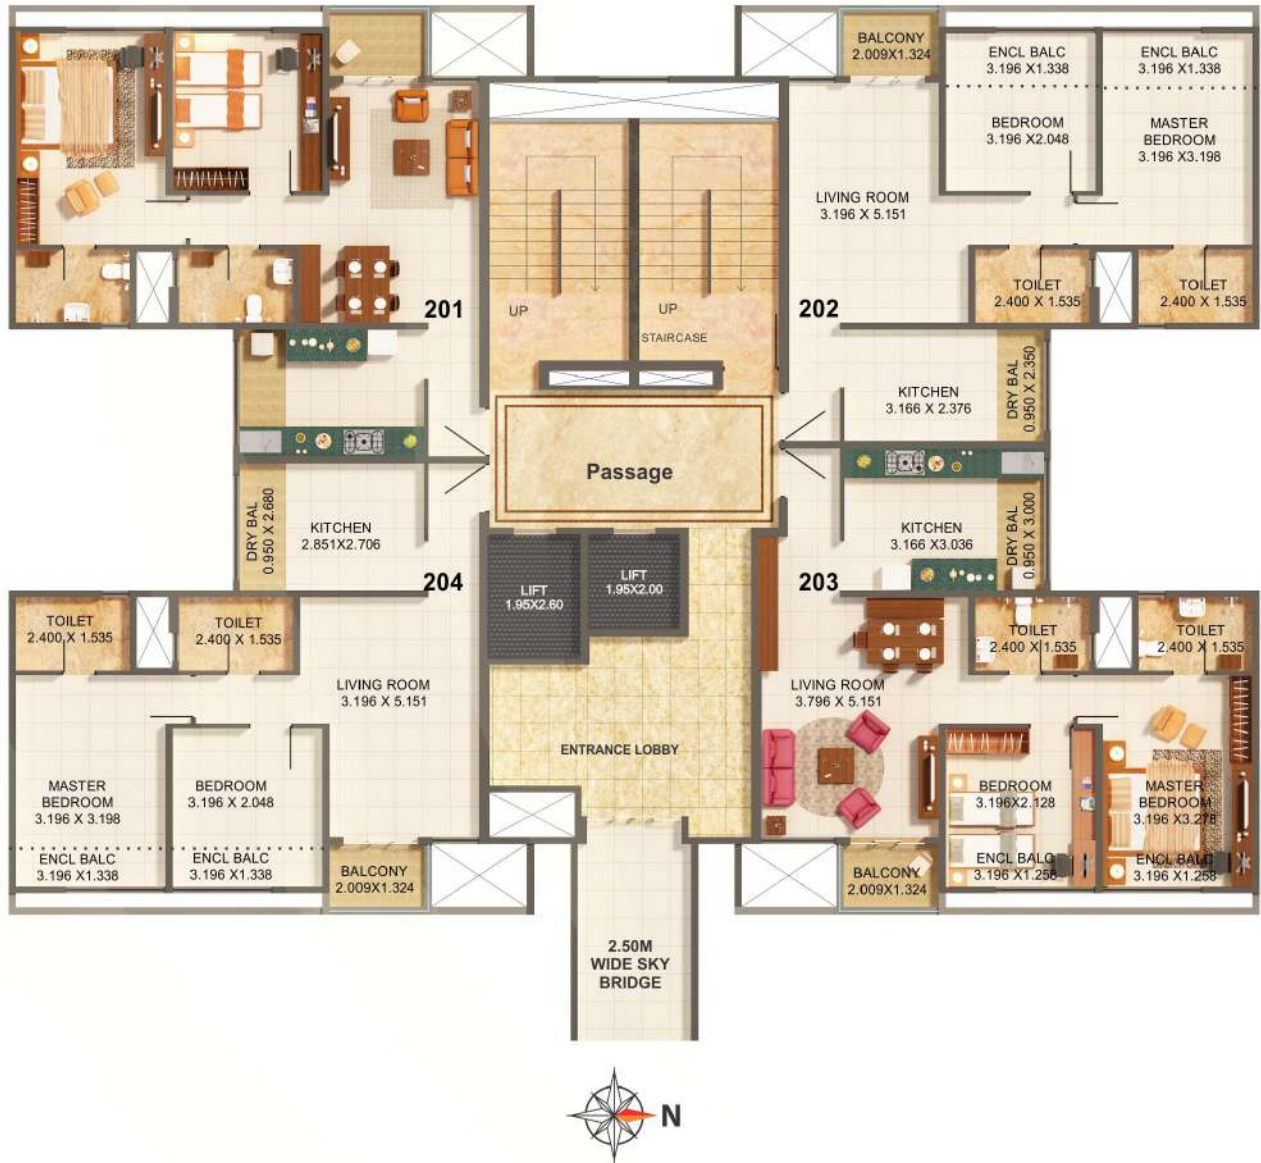 BALCONY
2.009X1.324
ENCL BALC
3.196 X1.338
ENCL BALC
3.196 X1.338
BEDROOM
3.196 X2.048
MASTER
BEDROOM
3.196 X3.198
LIVING ROOM
3.196 X 5.151
TOILET
2.400 X 1.535
TOILET
2.400 X 1.535
201
UP
UP
STAIRCASE
202
KITCHEN
3.166 X 2.376
DRY BAL
0.950 X 2.350
Passage
DRY BAL
0.950 X 2.680
KITCHEN
2.851X2.706
KITCHEN
3.166 X3.036
DRY BAL
0.950 X 3.000
204
LIFT
1.95X2.60
LIFT
1.95X2.00
203
TOILET
2.400 X 1.535
TOILET
2.400 X 1.535
TOILET
2.400 X 1.535
TOILET
2.400 X 1.535
LIVING ROOM
3.196 X 5.151
LIVING ROOM
3.796 X 5.151
ENTRANCE LOBBY
MASTER
BEDROOM
3.196 X 3.198
BEDROOM
3.196 X 2.048
BEDROOM
3.196X2.128
MASTER
BEDROOM
3.196 X3.278
ENCL BALC
3.196 X1.338
ENCL BALC
3.196 X1.338
BALCONY
2.009X1.324
BALCONY
2.009X1.324
ENCL BALC
3.196 X1.258
ENCL BALC
3.196 X1.258
2.50M
WIDE SKY
BRIDGE
N